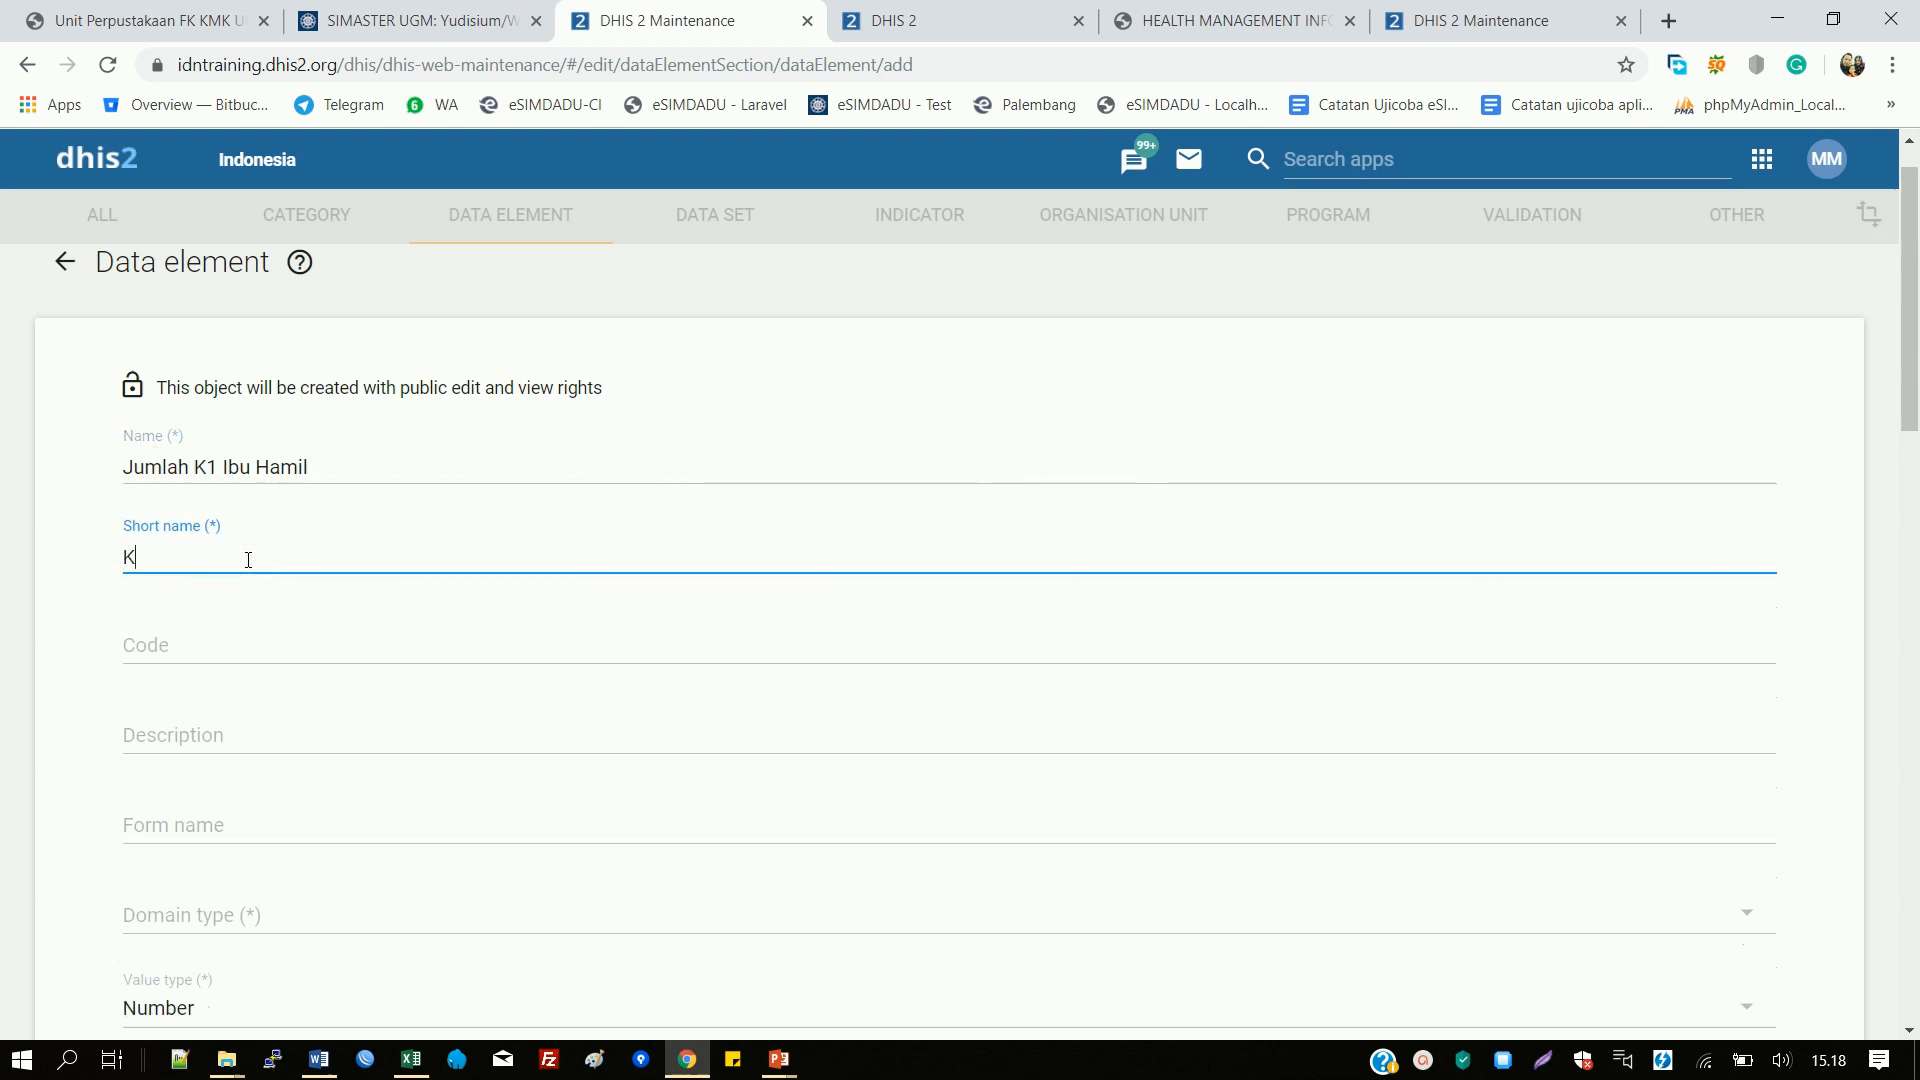 Unit Perpustakaan FK KMK U
SIMASTER UGM: Yudisium/W
DHIS 2 Maintenance
DHIS 2
HEALTH MANAGEMENT INFO
DHIS 2 Maintenance
idntraining.dhis2.org/dhis/dhis-web-maintenance/#/edit/dataElementSection/dataElement/add
Apps
Overview — Bitbuc...
Telegram
WA
eSIMDADU-CI
eSIMDADU - Laravel
eSIMDADU - Test
Palembang
eSIMDADU - Localh...
Catatan Ujicoba eSI...
Catatan ujicoba apli...
phpMyAdmin_Local...
dhis2
Indonesia
99+
Search apps
MM
ALL
CATEGORY
DATA ELEMENT
DATA SET
INDICATOR
ORGANISATION UNIT
PROGRAM
VALIDATION
OTHER
Data element
This object will be created with public edit and view rights
Name (*)
Jumlah K1 Ibu Hamil
Short name (*)
K
Code
Description
Form name
Domain type (*)
Value type (*)
Number
15.18